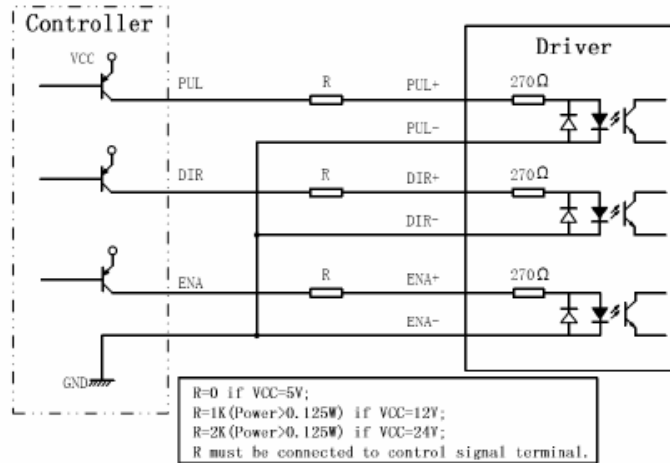 Controller
Driver
VCC
PUL
R
PUL+
270Ω
PUL-
DIR
R
DIR+
270Ω
DIR-
ENA
R
ENA+
270Ω
ENA-
GND
R=0 if VCC=5V;
R=1K(Power>0.125W) if VCC=12V;
R=2K(Power>0.125W) if VCC=24V;
R must be connected to control signal terminal.